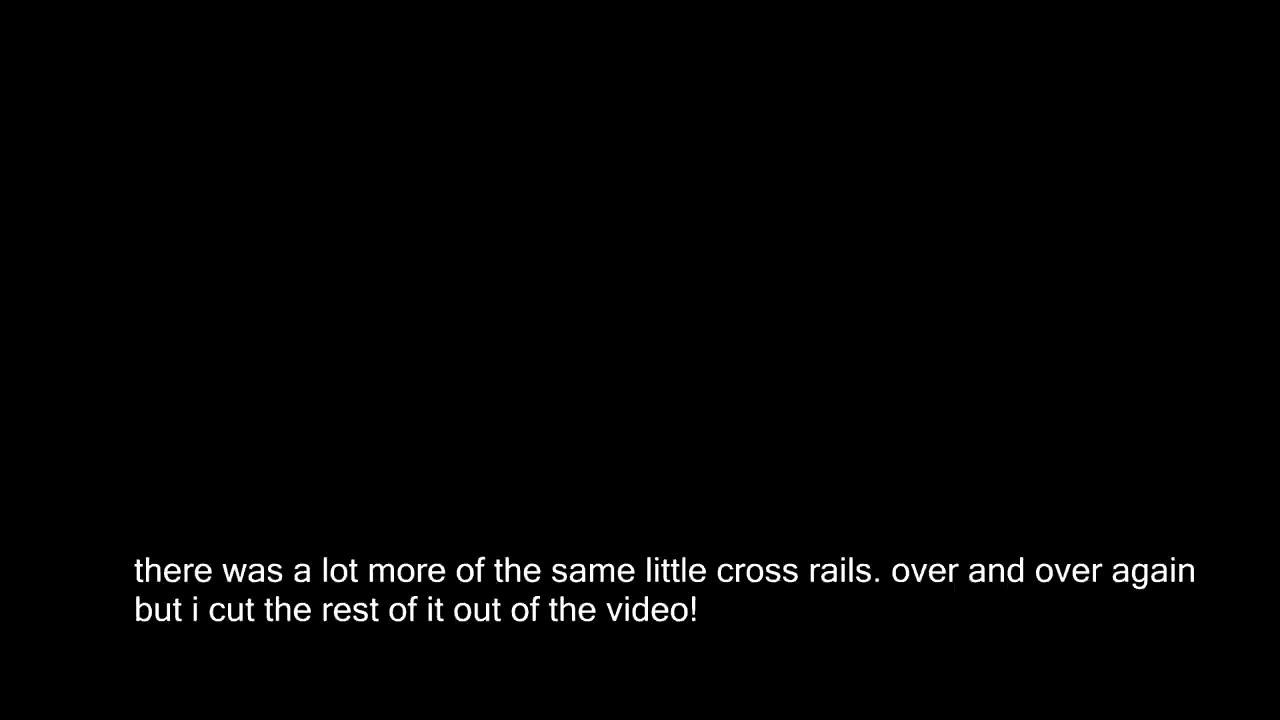 there was a lot more of the same little cross rails. over and over again
but i cut the rest of it out of the video!